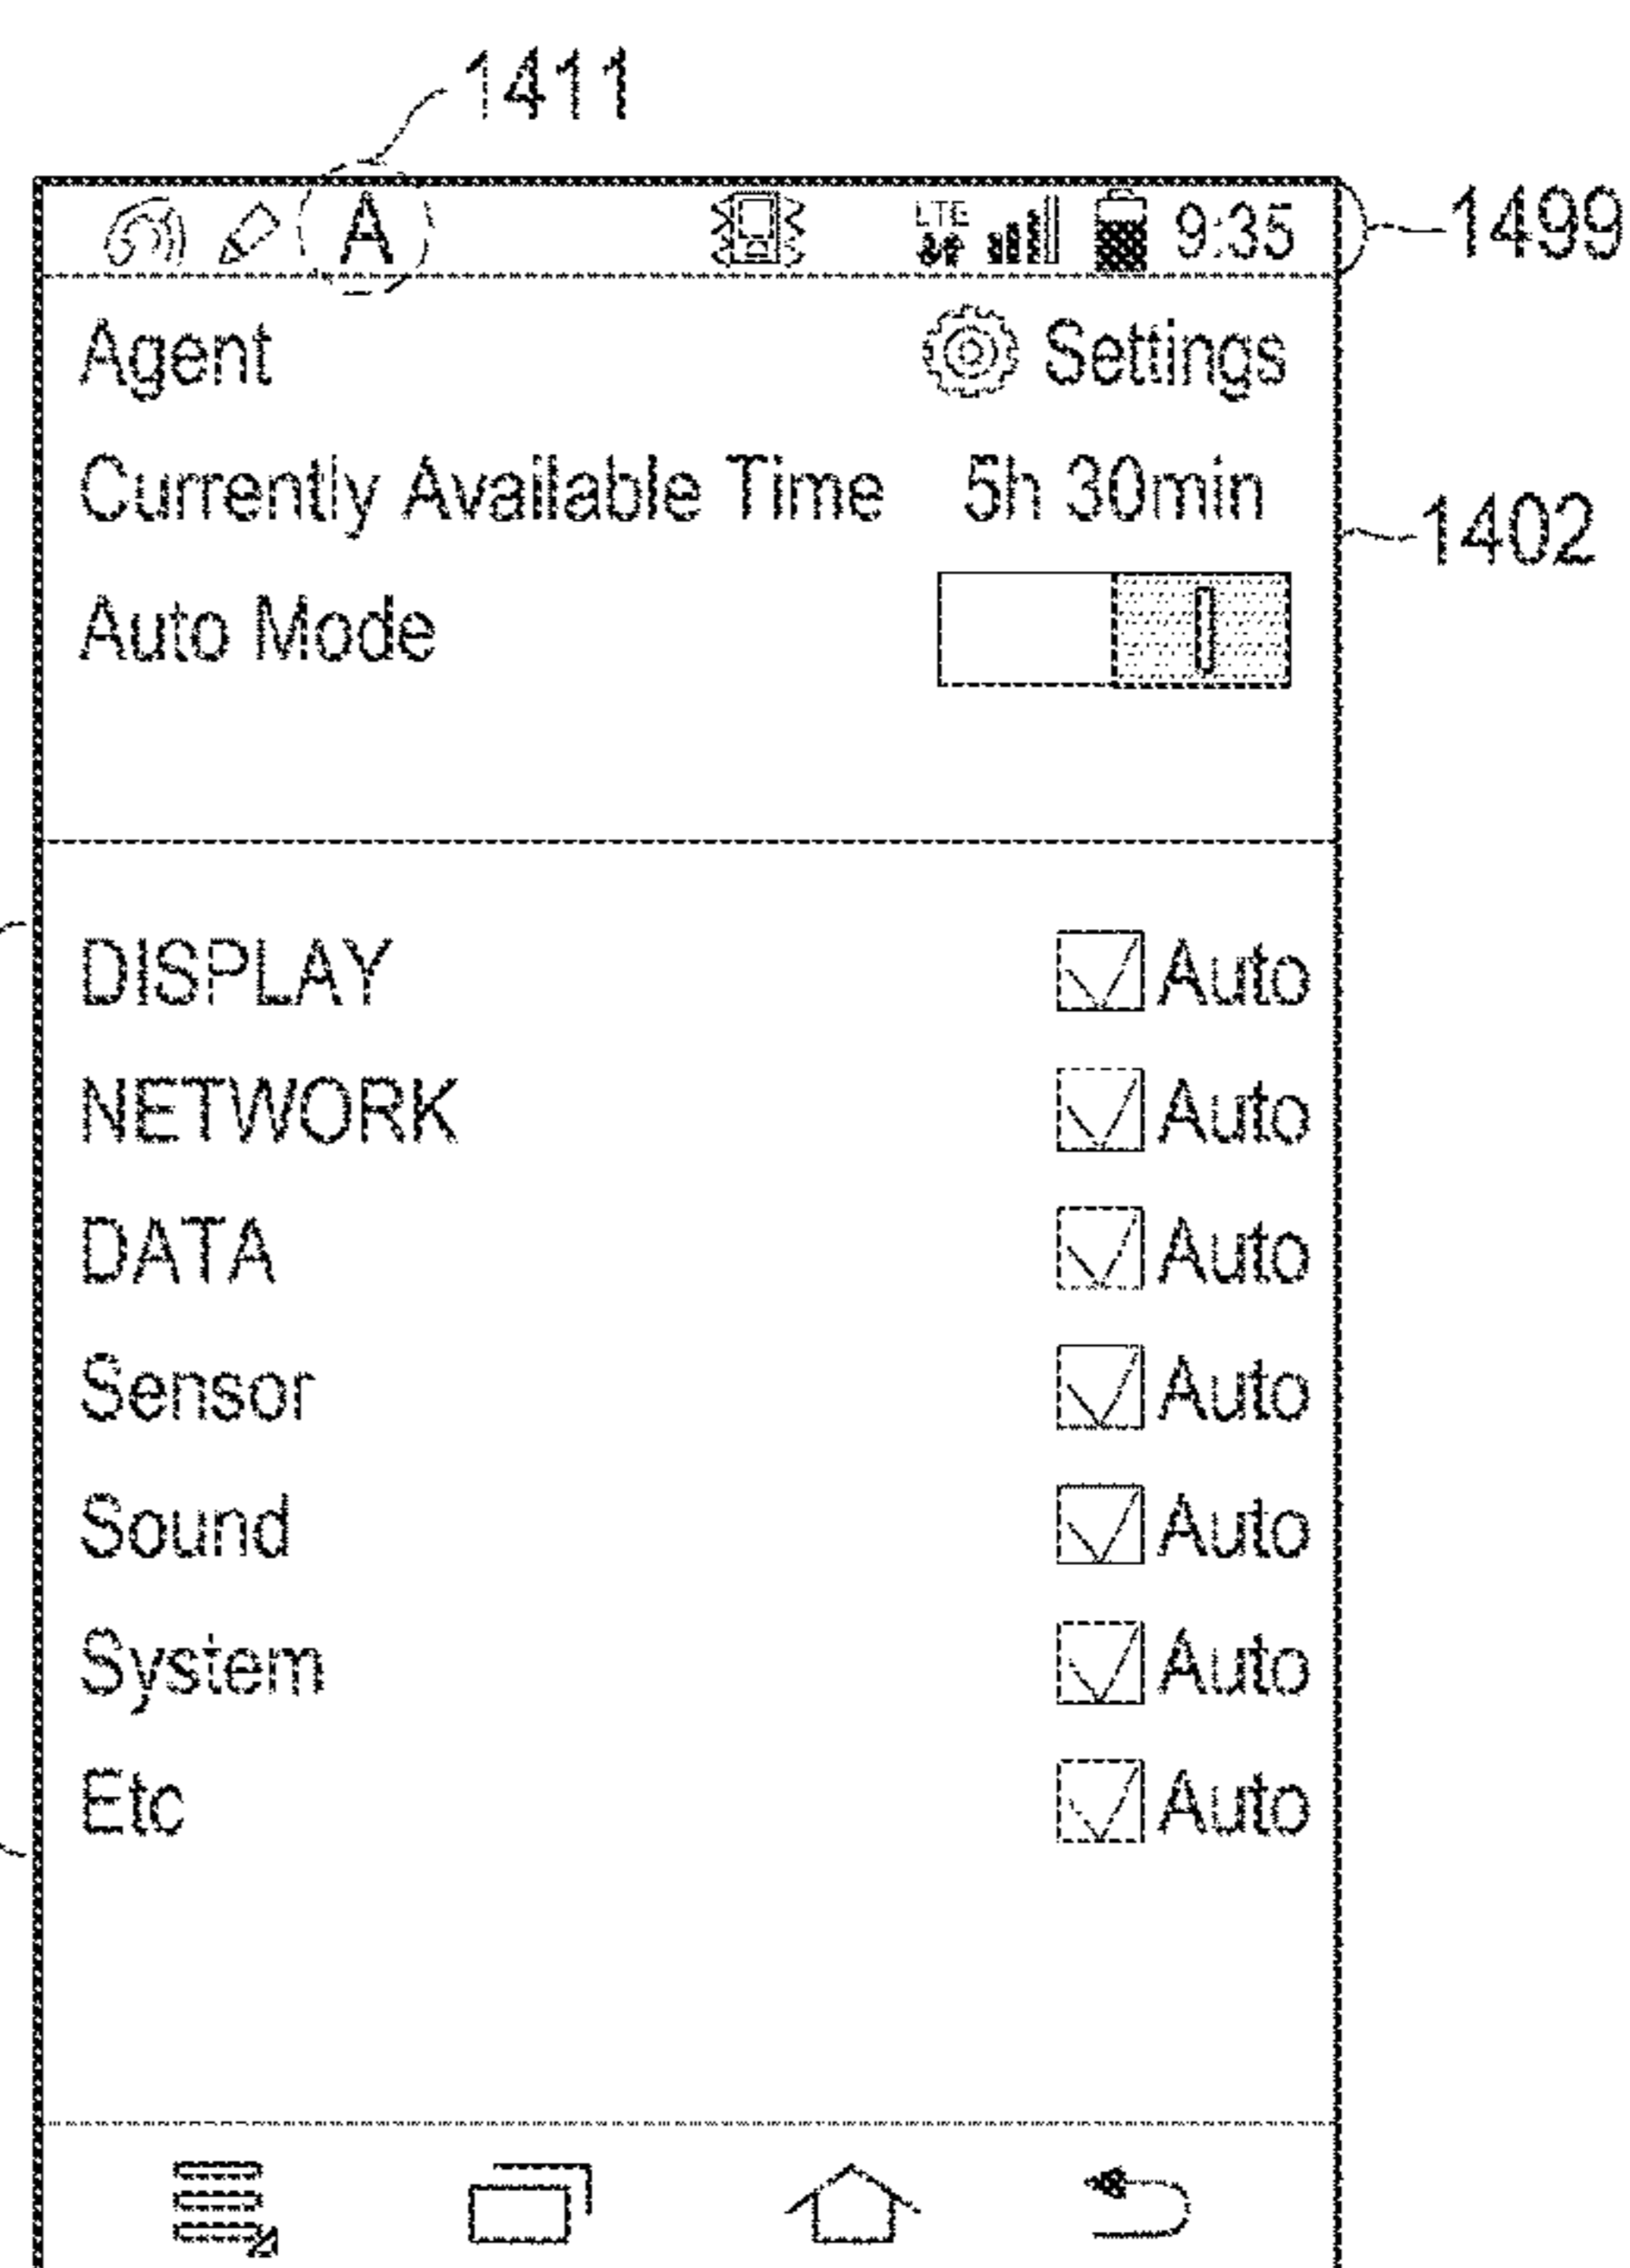 1411
A LTE 9:35 1499
Agent Settings
Currently Available Time 5h 30min
1402
Auto Mode
DISPLAY Auto
NETWORK Auto
DATA Auto
Sensor Auto
Sound Auto
System Auto
Etc Auto